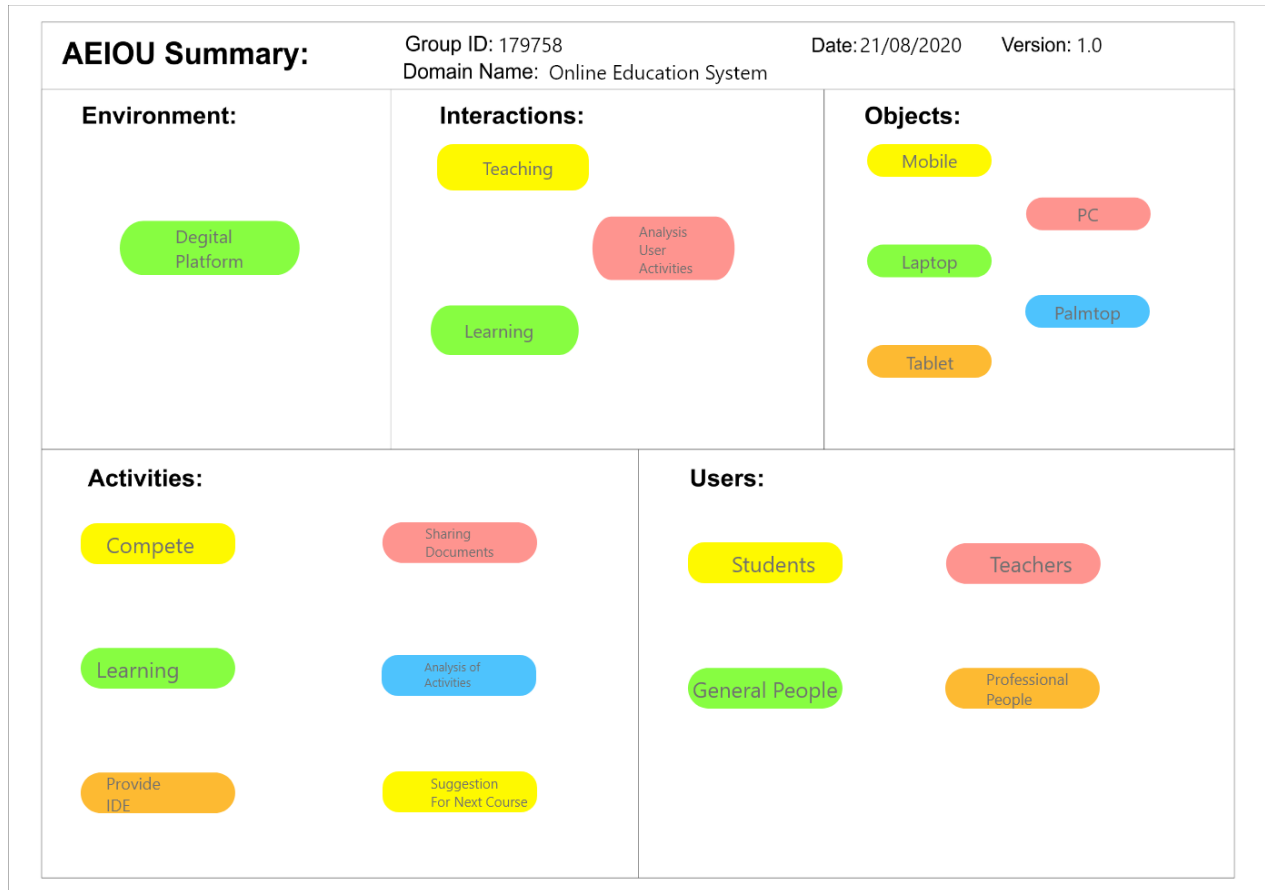 AEIOU Summary:
Group ID: 179758
Date: 21/08/2020
Version: 1.0
Domain Name: Online Education System
Environment:
Degital
Platform
Interactions:
Teaching
Analysis
User
Activities
Learning
Objects:
Mobile
PC
Laptop
Palmtop
Tablet
Activities:
Compete
Sharing
Documents
Learning
Analysis of
Activities
Provide
IDE
Suggestion
For Next Course
Users:
Students
Teachers
General People
Professional
People